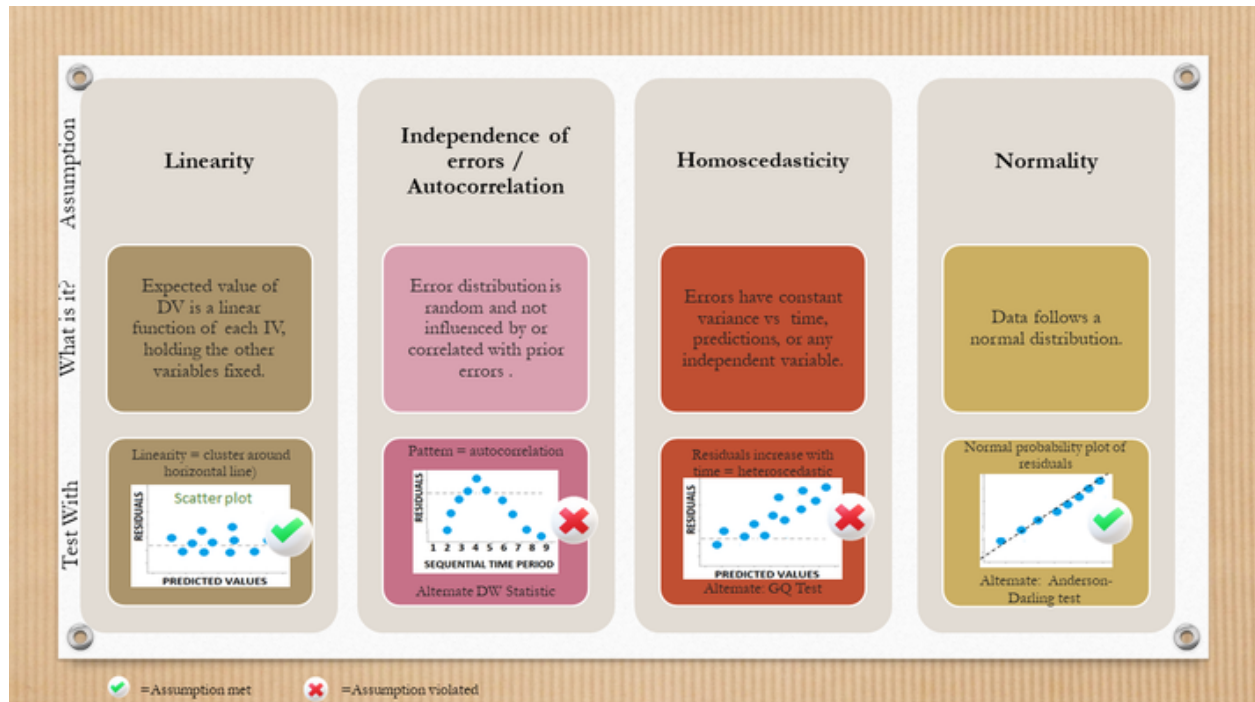 Assumption
Linearity
Independence of
errors /
Autocorrelation
Homoscedasticity
Normality
What is it?
Expected value of
DV is a linear
function of each IV,
holding the other
variables fixed.
Error distribution is
random and not
influenced by or
correlated with prior
errors .
Errors have constant
variance vs time,
predictions, or any
independent variable.
Data follows a
normal distribution.
Test With
Linearity = cluster around
horizontal line)
Scatter plot
RESIDUALS
PREDICTED VALUES
Pattern = autocorrelation
RESIDUALS
1 2 3 4 5 6 7 8 9
SEQUENTIAL TIME PERIOD
Alternate DW Statistic
Residuals increase with
time = heteroscedastic
RESIDUALS
PREDICTED VALUES
Alternate: GQ Test
Normal probability plot of
residuals
Alternate: Anderson-
Darling test
=Assumption met
=Assumption violated